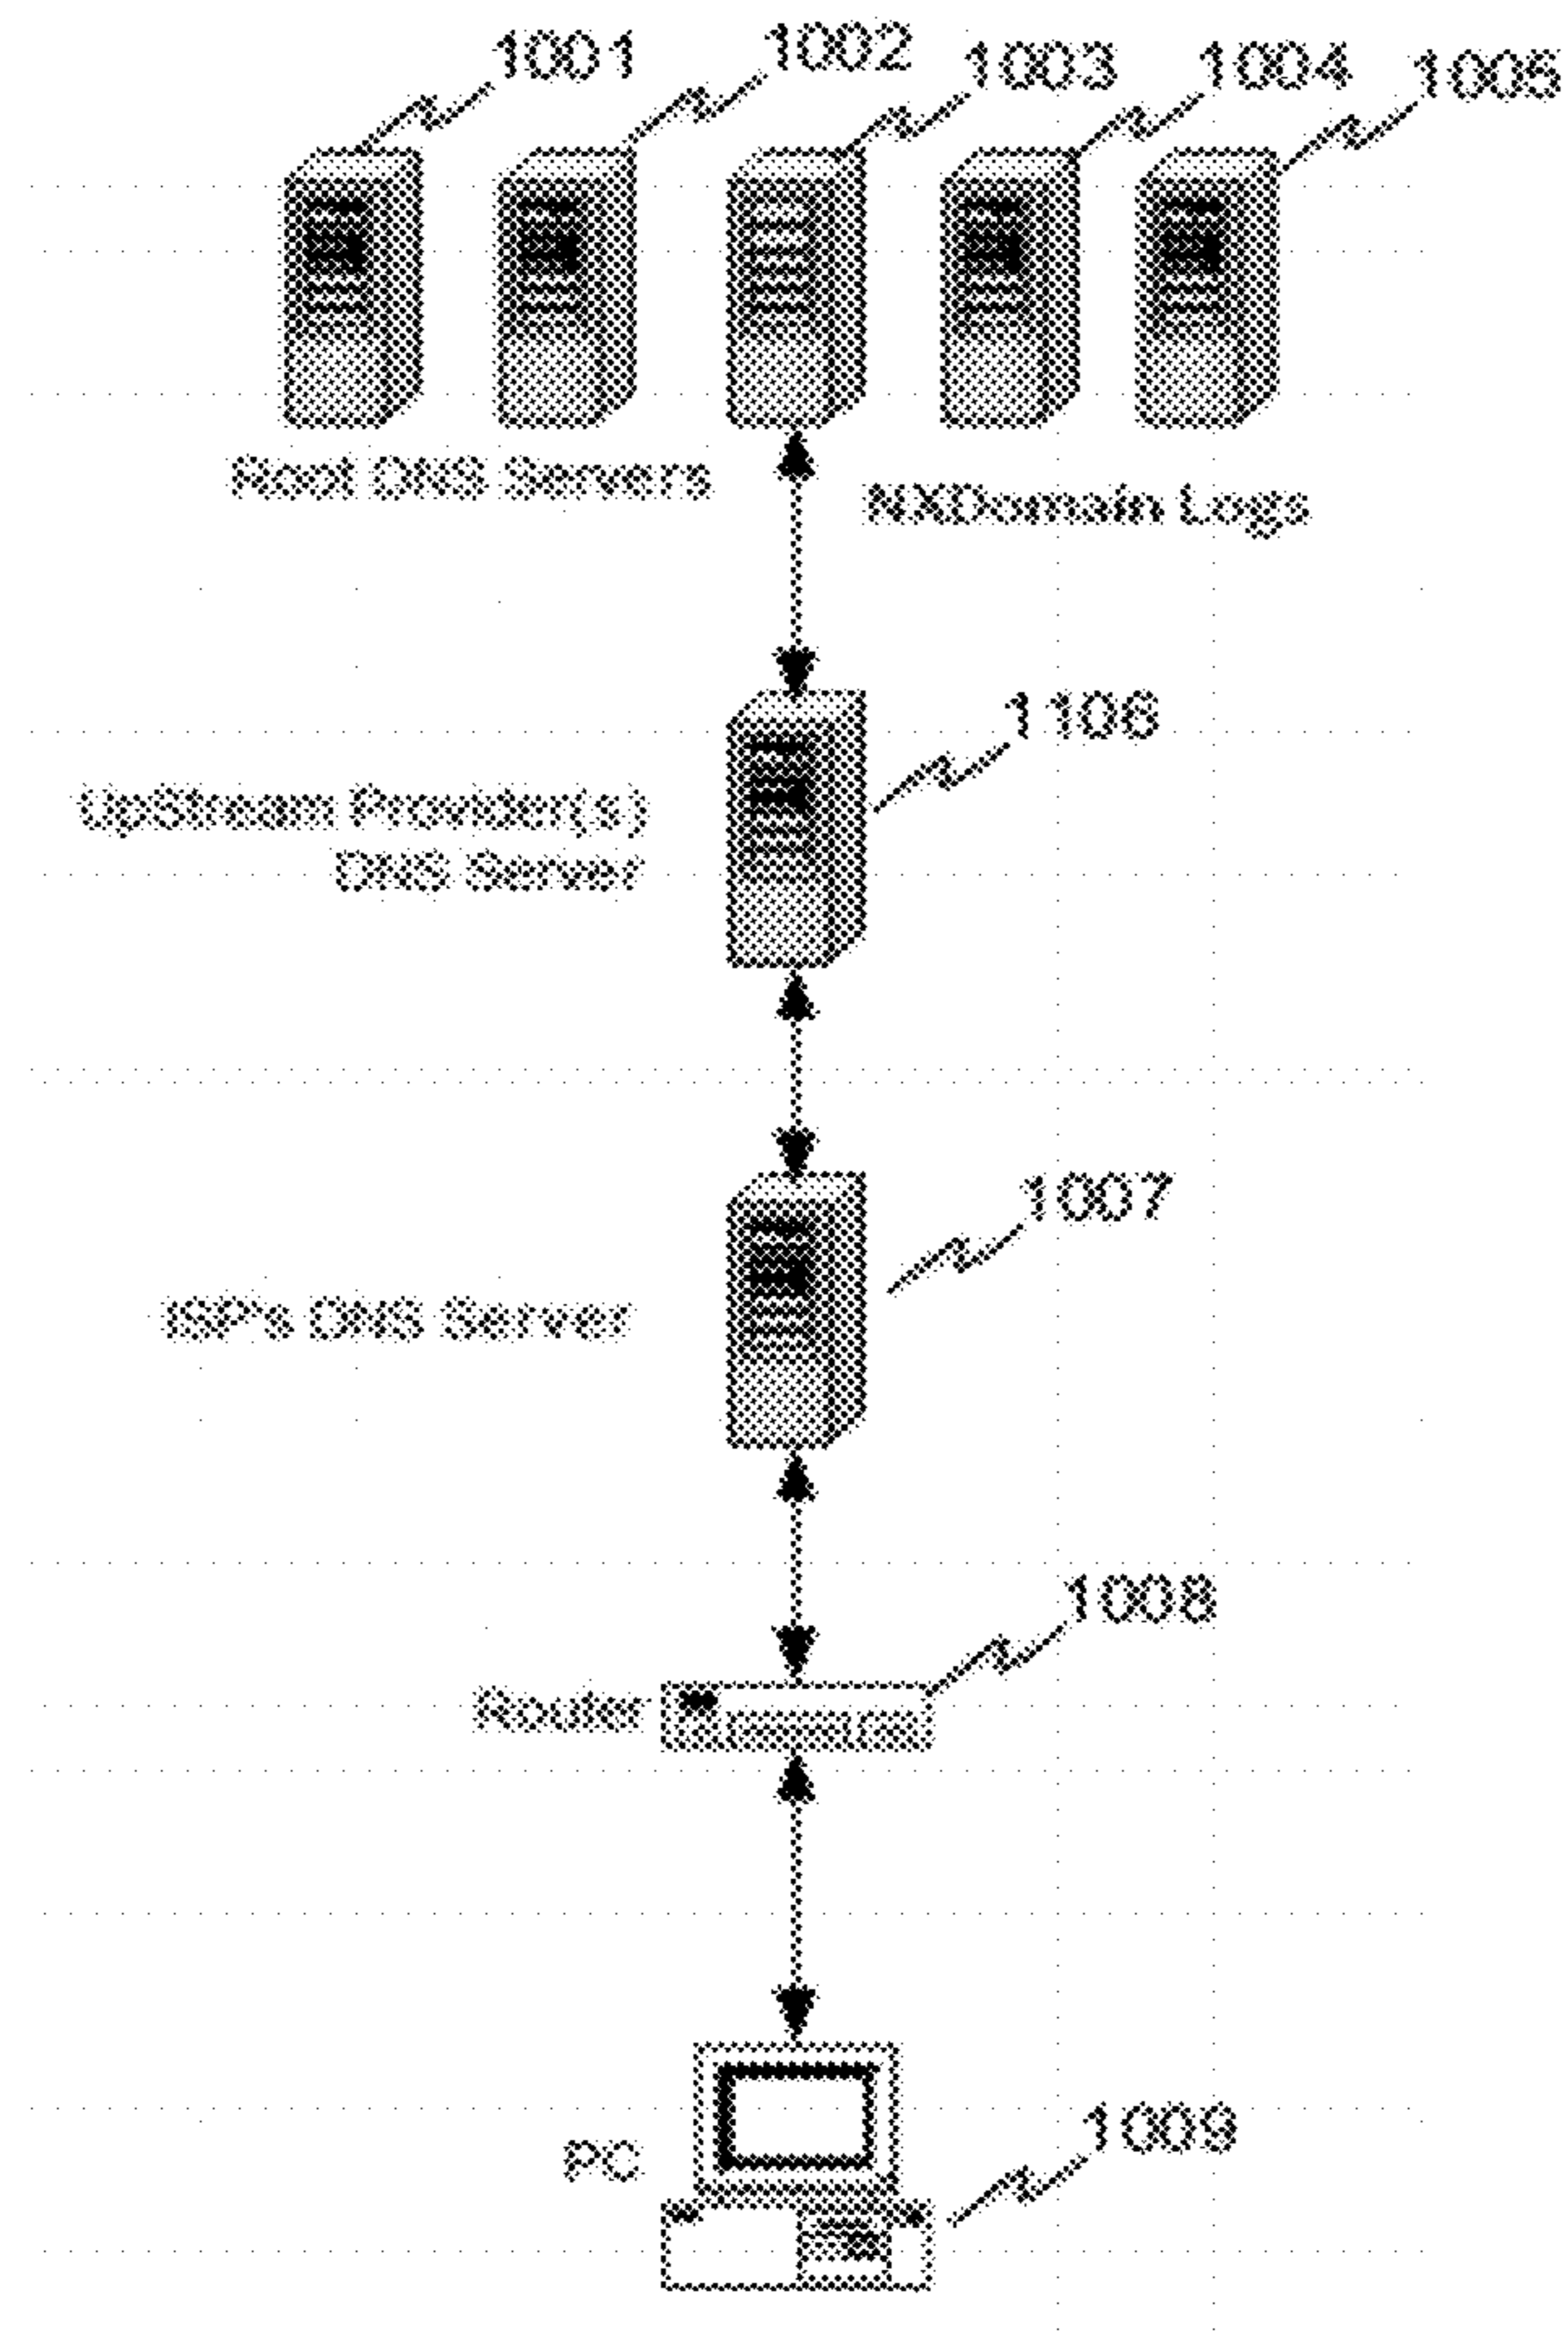 1001
1002
1003
1004
1005
Root DNS Servers
NXDomain Logs
1106
UpStream Provider(s)
DNS Server
1007
ISP's DNS Server
1008
Router
1009
PC